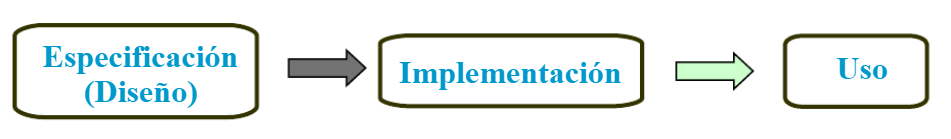 Especificación
(Diseño)
Implementación
Uso